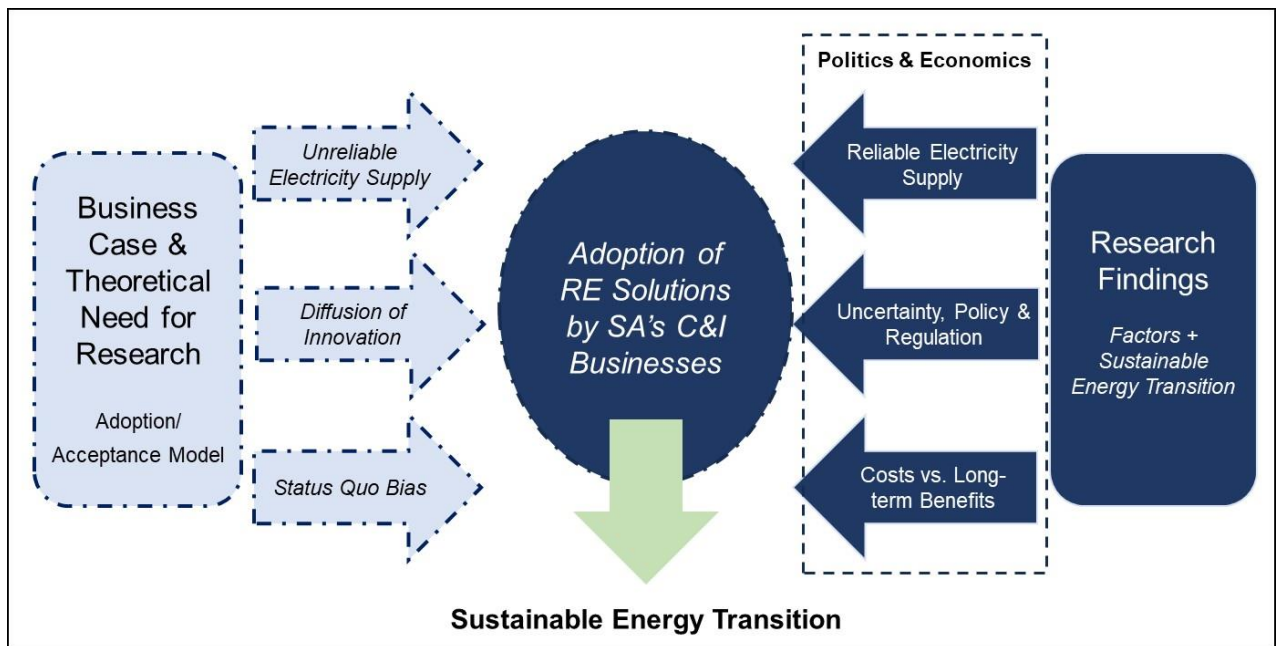 Business
Case &
Theoretical
Need for
Research
Adoption/
Acceptance Model
Unreliable
Electricity Supply
Diffusion of
Innovation
Status Quo Bias
Adoption of
RE Solutions
by SA's C&I
Businesses
Politics & Economics
Reliable Electricity
Supply
Uncertainty, Policy &
Regulation
Costs vs. Long-
term Benefits
Research
Findings
Factors +
Sustainable
Energy Transition
Sustainable Energy Transition